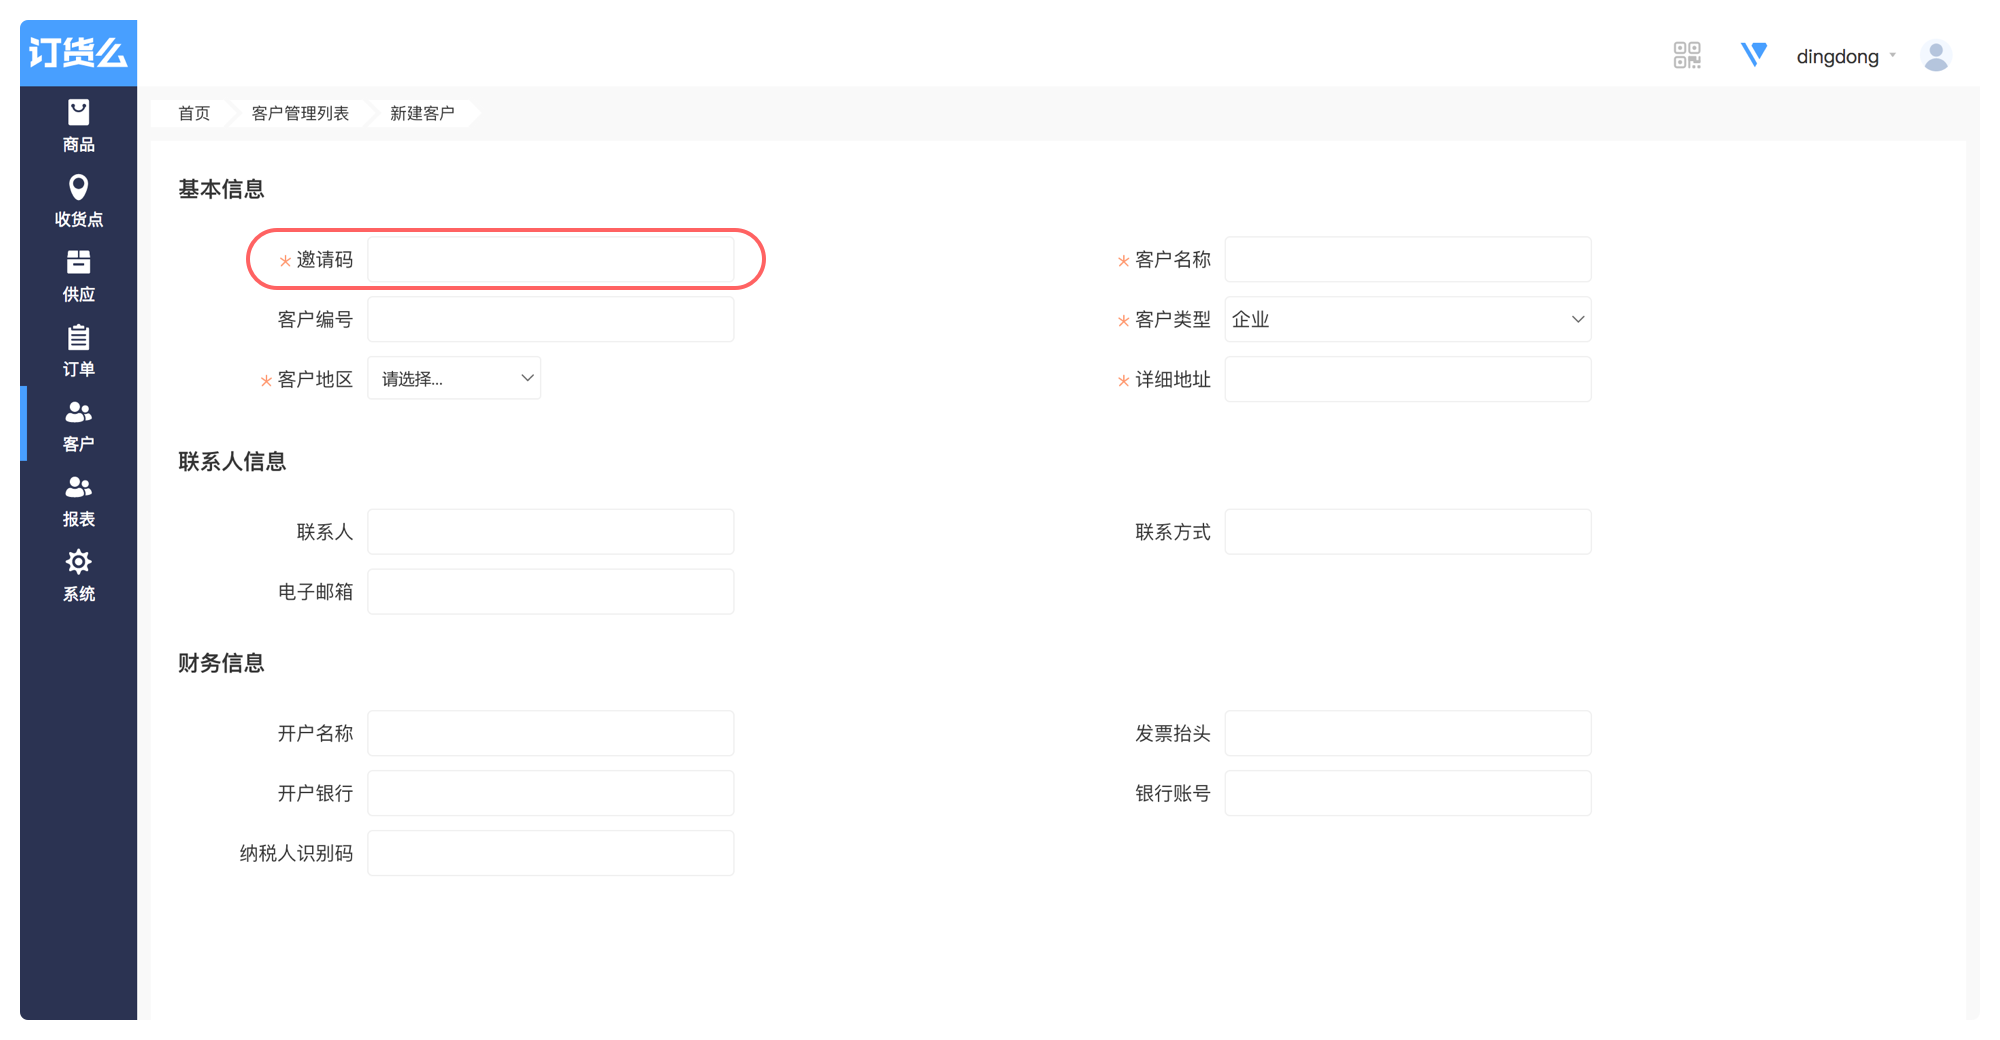 订货么
dingdong
商品
收货点
供应
订单
客户
报表
系统
首页 客户管理列表 新建客户
基本信息
* 邀请码
* 客户名称
客户编号
* 客户类型 企业
* 客户地区 请选择...
* 详细地址
联系人信息
联系人
联系方式
电子邮箱
财务信息
开户名称
发票抬头
开户银行
银行账号
纳税人识别码